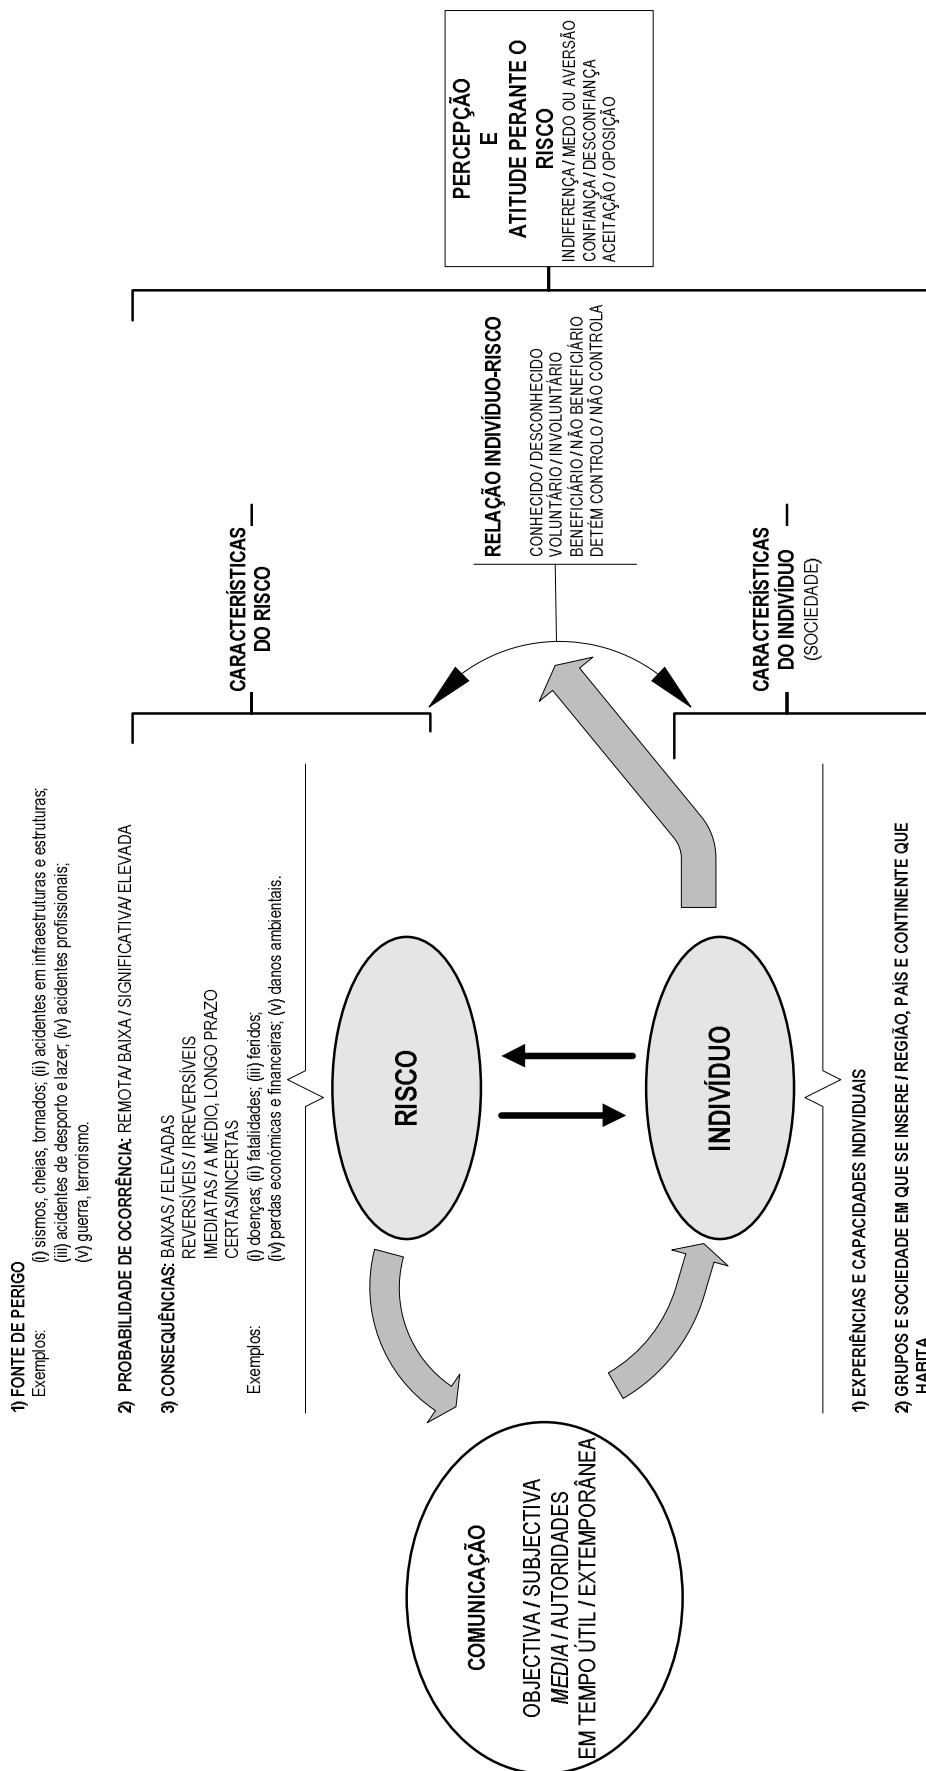 1) FONTE DE PERIGO
Exemplos: (i) sismos, cheias, tornados; (ii) acidentes em infraestruturas e estruturas;
(iii) acidentes de desporto e lazer; (iv) acidentes profissionais;
(v) guerra, terrorismo.
2) PROBABILIDADE DE OCORRÊNCIA: REMOTA/ BAIXA / SIGNIFICATIVA/ ELEVADA
3) CONSEQUÊNCIAS: BAIXAS / ELEVADAS
REVERSÍVEIS / IRREVERSÍVEIS
IMEDIATAS / A MÉDIO, LONGO PRAZO
CERTAS/INCERTAS
Exemplos: (i) doenças; (ii) fatalidades; (iii) feridos;
(iv) perdas económicas e financeiras; (v) danos ambientais.
CARACTERÍSTICAS
DO RISCO
COMUNICAÇÃO
OBJECTIVA / SUBJECTIVA
MEDIA / AUTORIDADES
EM TEMPO ÚTIL / EXTEMPORÂNEA
RISCO
INDIVÍDUO
RELAÇÃO INDIVÍDUO-RISCO
CONHECIDO / DESCONHECIDO
VOLUNTÁRIO / INVOLUNTÁRIO
BENEFICIÁRIO / NÃO BENEFICIÁRIO
DETÉM CONTROLO / NÃO CONTROLA
PERCEPÇÃO
E
ATITUDE PERANTE O
RISCO
INDIFERENÇA / MEDO OU AVERSÃO
CONFIANÇA / DESCONFIANÇA
ACEITAÇÃO / OPOSIÇÃO
CARACTERÍSTICAS
DO INDIVÍDUO
(SOCIEDADE)
1) EXPERIÊNCIAS E CAPACIDADES INDIVIDUAIS
2) GRUPOS E SOCIEDADE EM QUE SE INSERE / REGIÃO, PAÍS E CONTINENTE QUE
HABITA